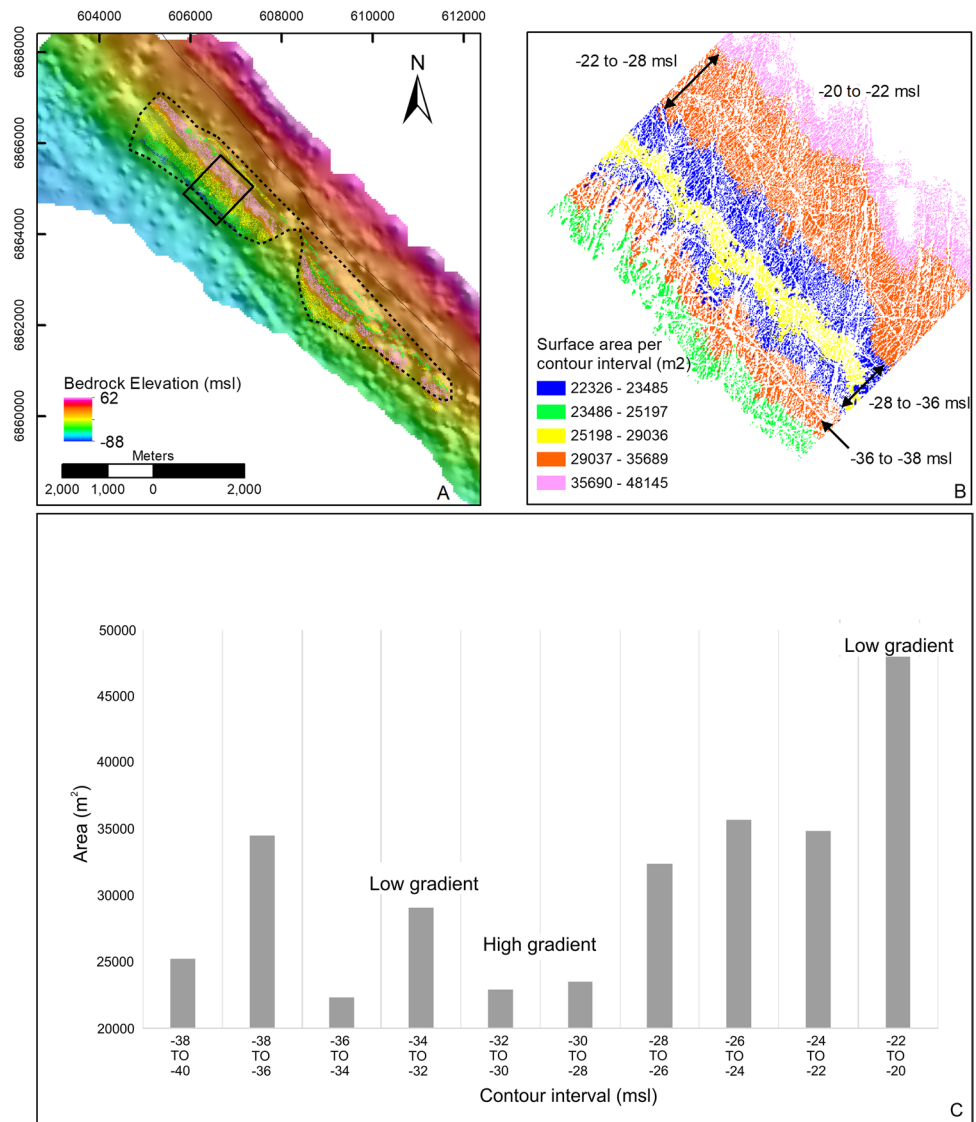 604000 606000 608000 610000 612000
6868000
6866000
6864000
6862000
6860000
N
Bedrock Elevation (msl)
62
-88
Meters
2,000 1,000 0 2,000
A
-22 to -28 msl
-20 to -22 msl
Surface area per
contour interval (m2)
22326 - 23485
23486 - 25197
25198 - 29036
29037 - 35689
35690 - 48145
-28 to -36 msl
-36 to -38 msl
B
50000
45000
40000
35000
30000
25000
20000
Area (m²)
Low gradient
High gradient
Low gradient
-38 -38 -36 -34 -32 -30 -28 -26 -24 -22
TO TO TO TO TO TO TO TO TO TO
-40 -36 -34 -32 -30 -28 -26 -24 -22 -20
Contour interval (msl)
C